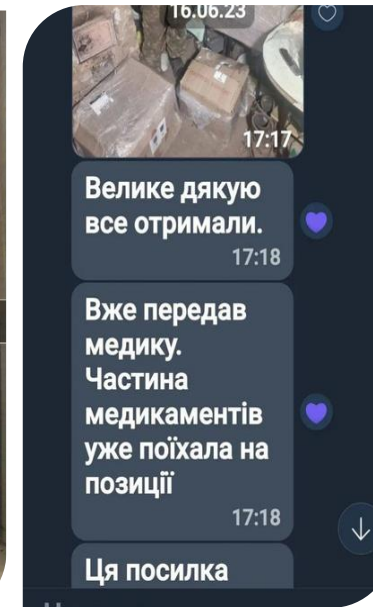 16.06.23
17:17
Велике дякую
все отримали.
17:18
Вже передав
медику.
Частина
медикаментів
уже поїхала на
позиції
17:18
Ця посилка